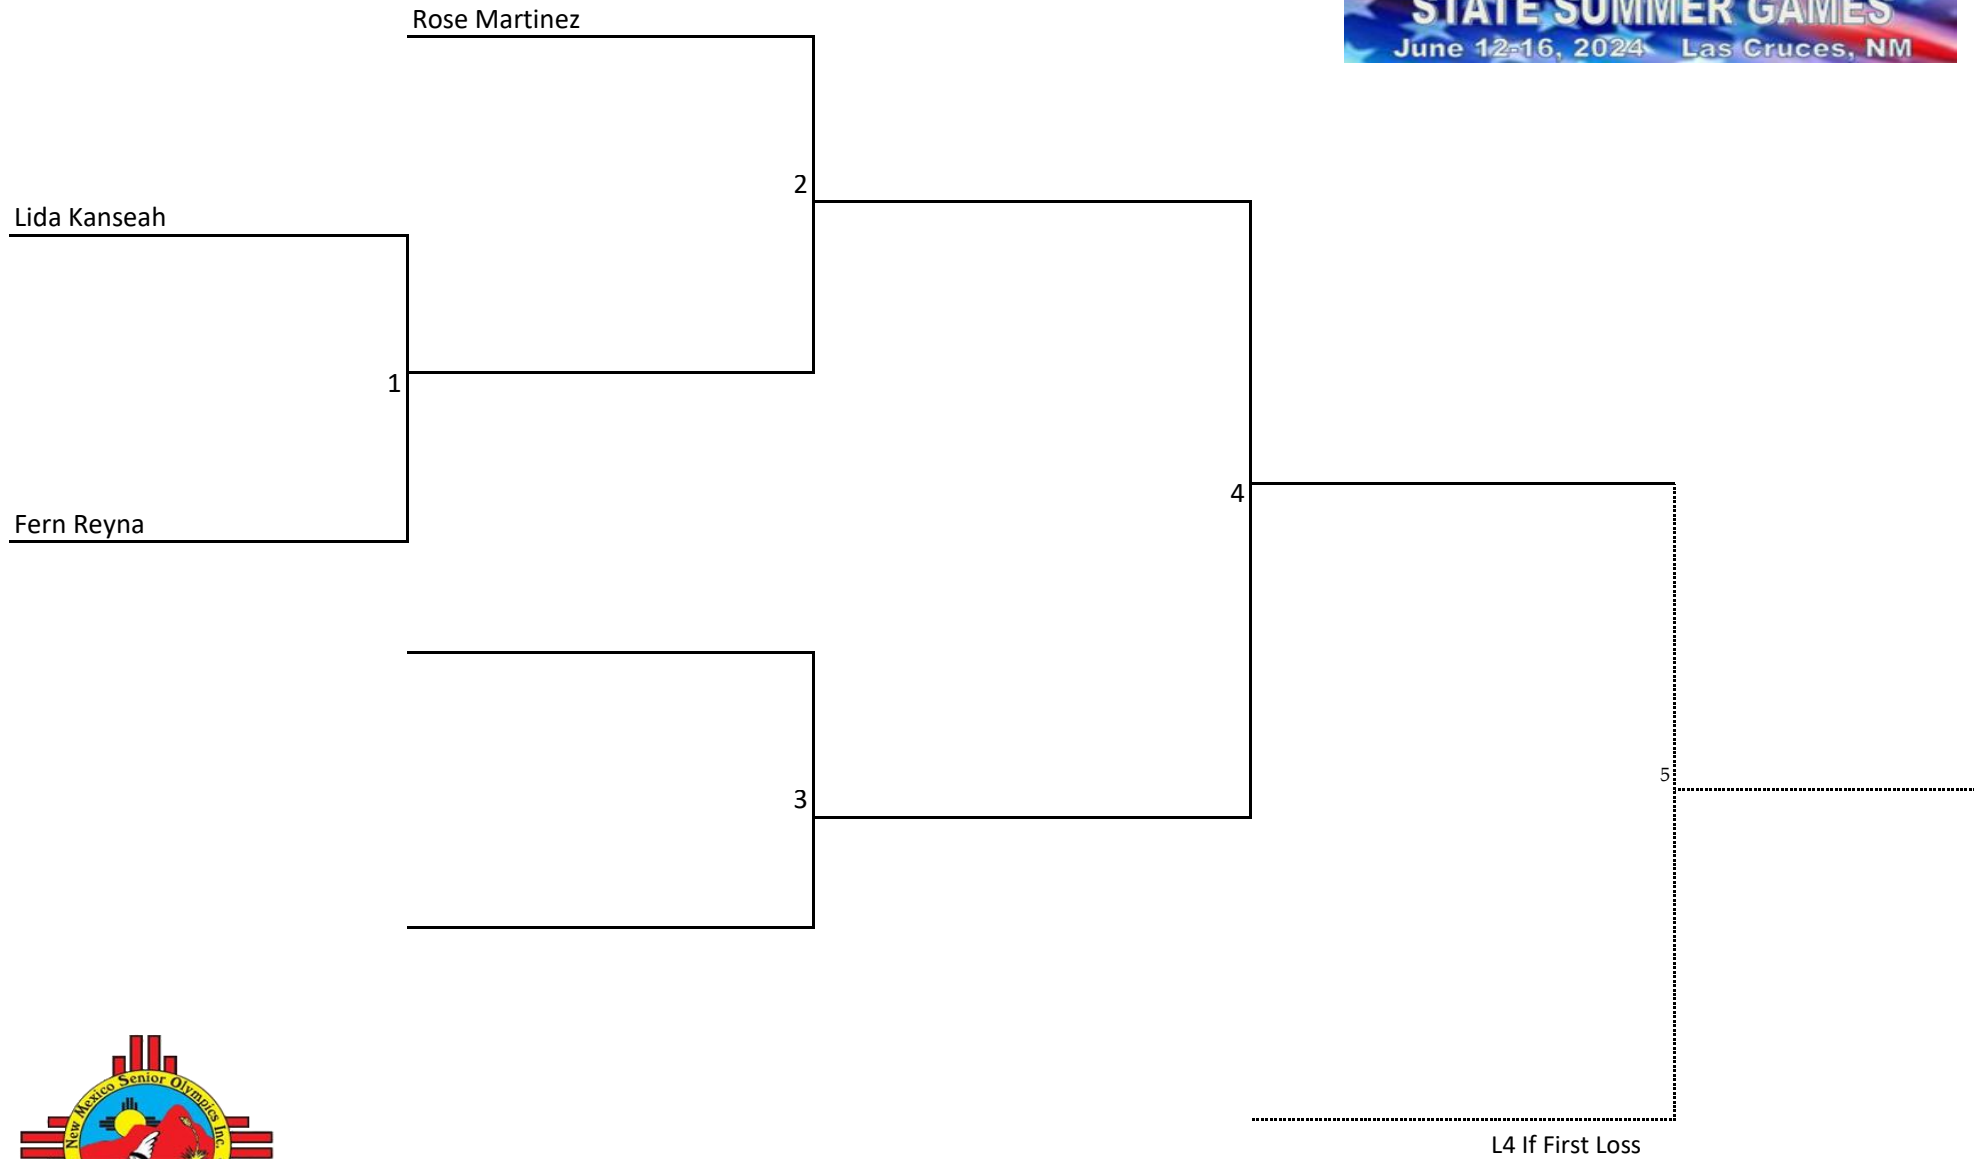 Rose Martinez
STATE SUMMER GAMES
June 12-16, 2024 Las Cruces, NM
2
Lida Kanseah
1
4
Fern Reyna
5
3
New Mexico Senior Olympics Inc.
L4 If First Loss